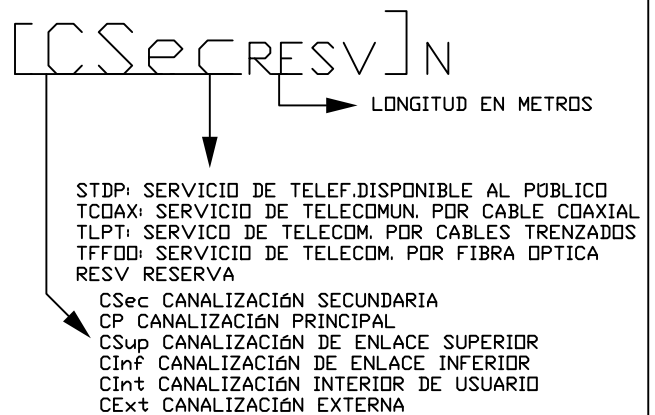 [CSecRESV]N
LONGITUD EN METROS
STDP: SERVICIO DE TELEF.DISPONIBLE AL PÚBLICO
TCOAX: SERVICIO DE TELECOMUN. POR CABLE COAXIAL
TLPT: SERVICO DE TELECOM. POR CABLES TRENZADOS
TFFOO: SERVICIO DE TELECOM. POR FIBRA OPTICA
RESV RESERVA
CSec CANALIZACIóN SECUNDARIA
CP CANALIZACIóN PRINCIPAL
CSup CANALIZACIóN DE ENLACE SUPERIOR
CInf CANALIZACIóN DE ENLACE INFERIOR
CInt CANALIZACIóN INTERIOR DE USUARIO
CExt CANALIZACIóN EXTERNA